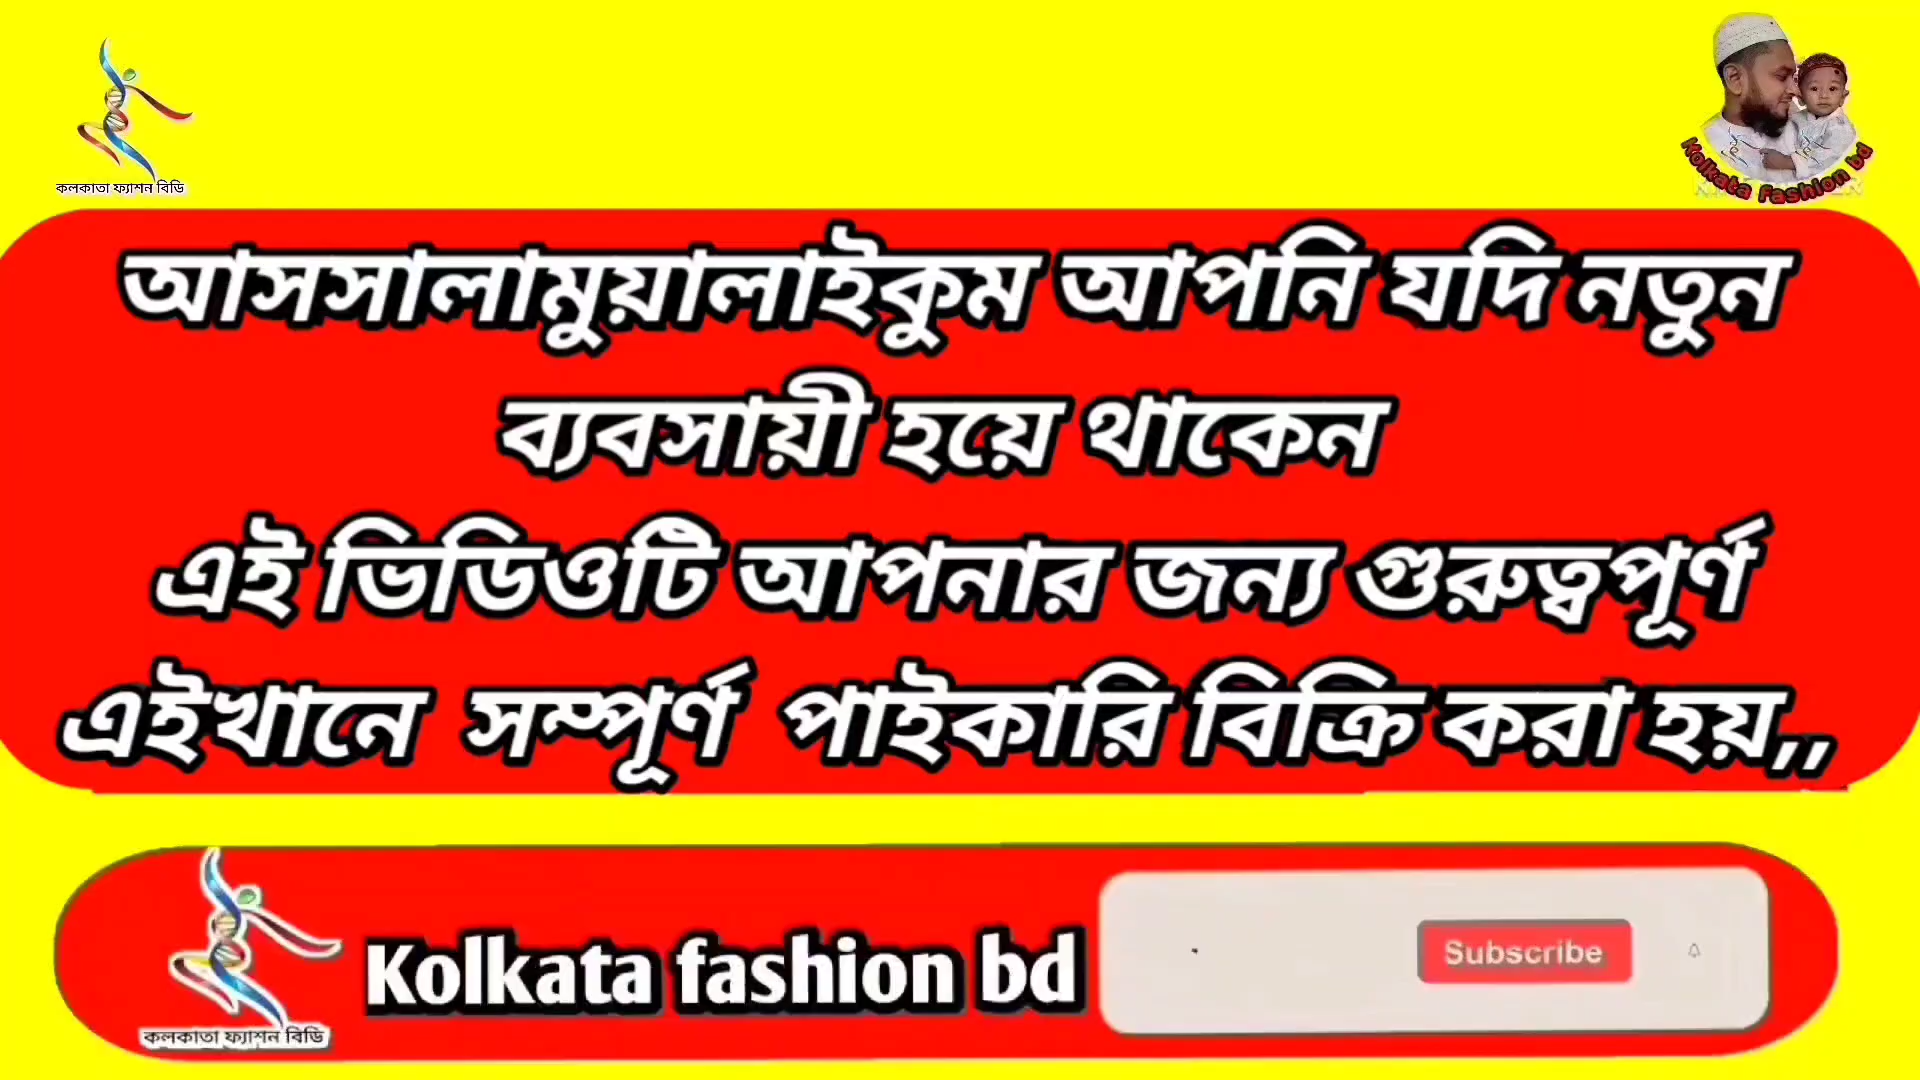 কলকাতা ফ্যাশন বিডি
Kolkata Fashion bd
আসসালামুয়ালাইকুম আপনি যদি নতুন
ব্যবসায়ী হয়ে থাকেন
এই ভিডিওটি আপনার জন্য গুরুত্বপূর্ণ
এইখানে সম্পূর্ণ পাইকারি বিক্রি করা হয়,,
Kolkata fashion bd
Subscribe
কলকাতা ফ্যাশন বিডি